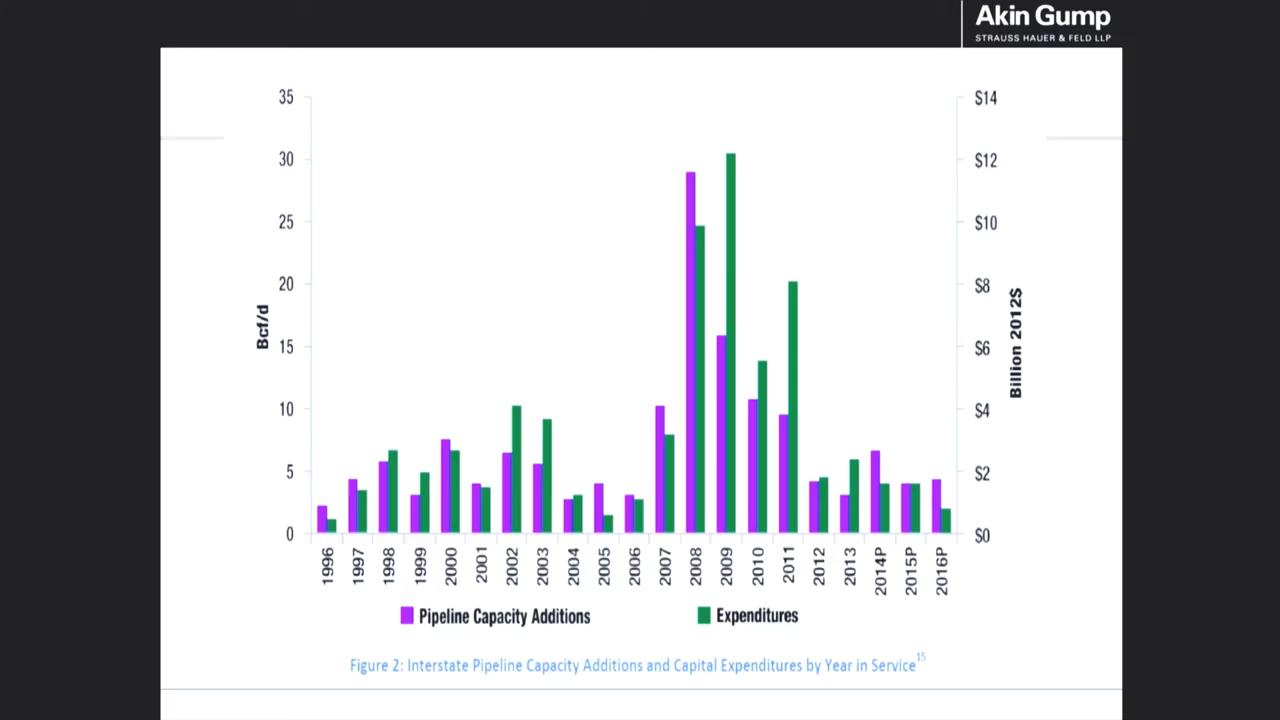 Akin Gump
STRAUSS HAUER & FELD LLP
35
30
25
20
15
10
5
0
Bcf/d
$14
$12
$10
$8
$6
$4
$2
$0
Billion 2012$
1996 1997 1998 1999 2000 2001 2002 2003 2004 2005 2006 2007 2008 2009 2010 2011 2012 2013 2014P 2015P 2016P
Pipeline Capacity Additions Expenditures
Figure 2: Interstate Pipeline Capacity Additions and Capital Expenditures by Year in Service15